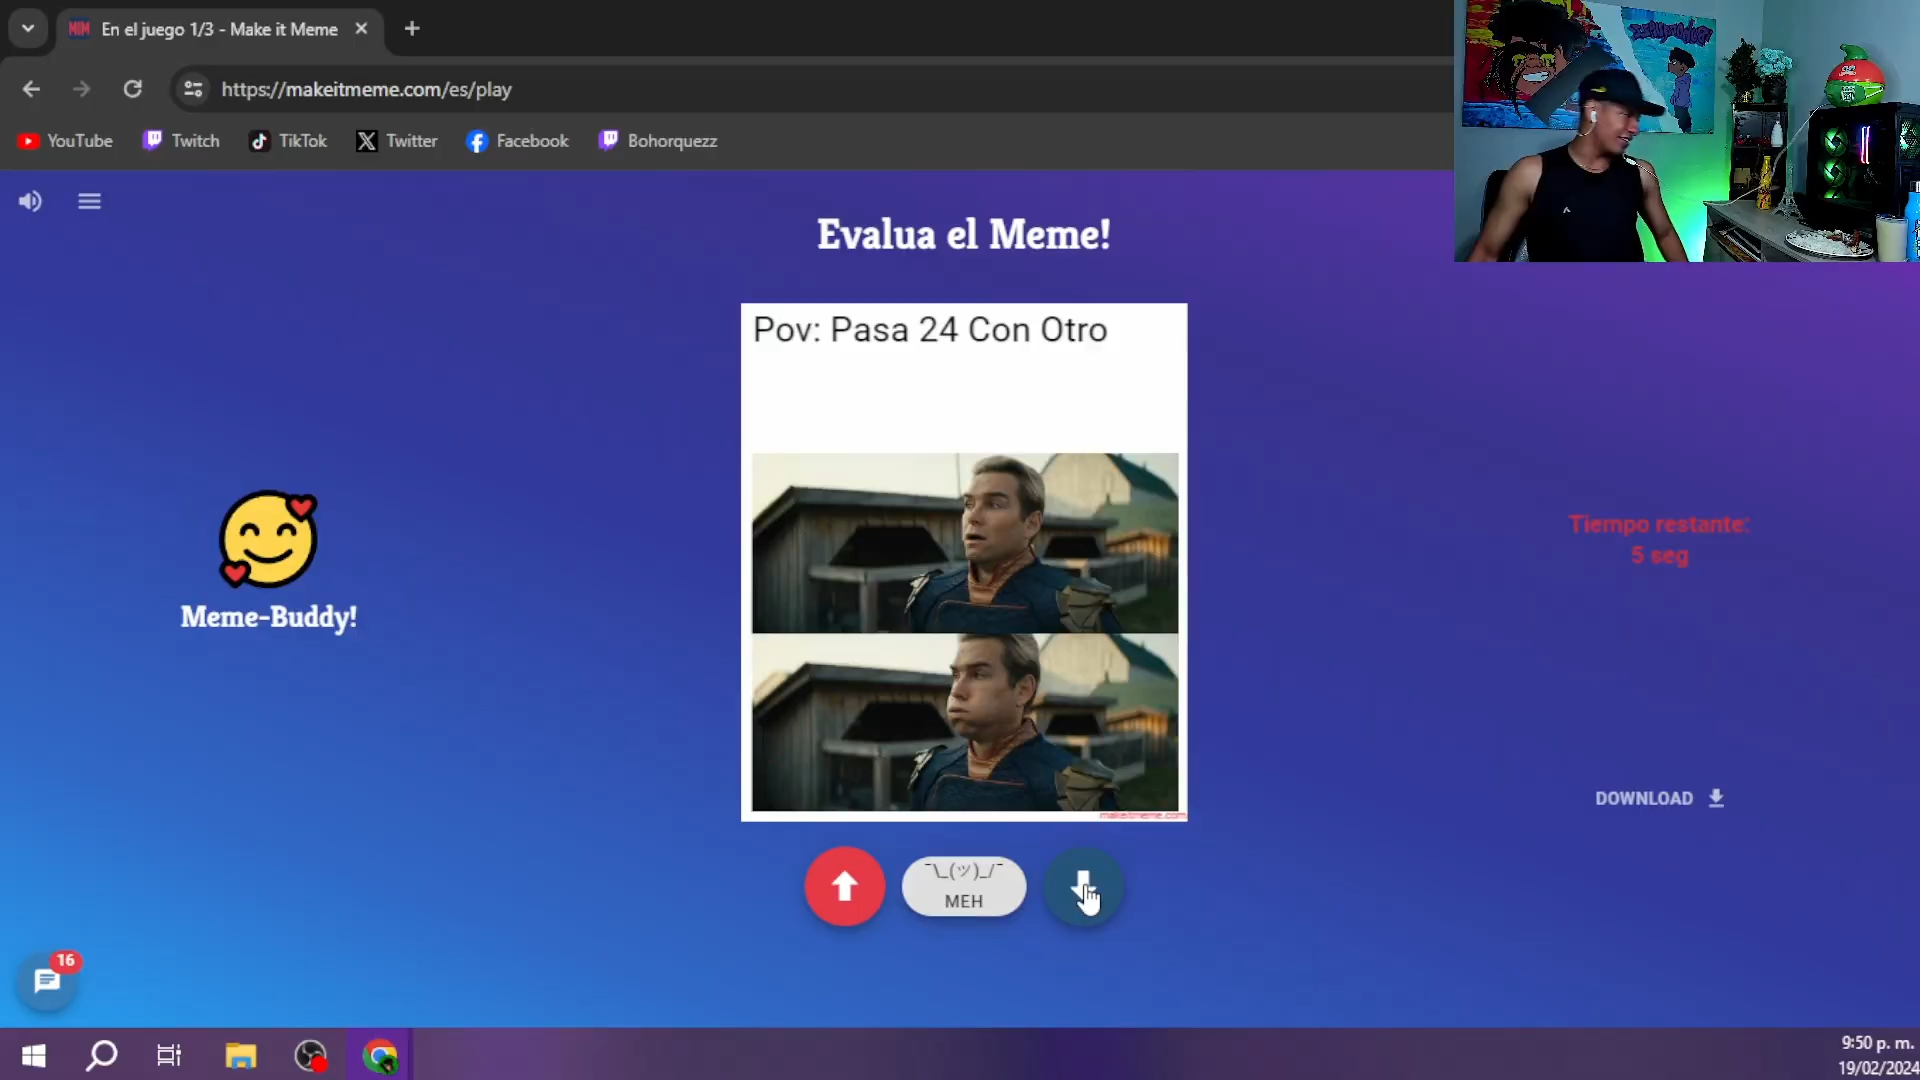 En el juego 1/3 - Make it Meme
https://makeitmeme.com/es/play
YouTube
Twitch
TikTok
Twitter
Facebook
Bohorquezz
Evalua el Meme!
Pov: Pasa 24 Con Otro
makeitmeme.com
Meme-Buddy!
Tiempo restante:
5 seg
DOWNLOAD
¯\_(ツ)_/¯
MEH
16
9:50 p. m.
19/02/2024